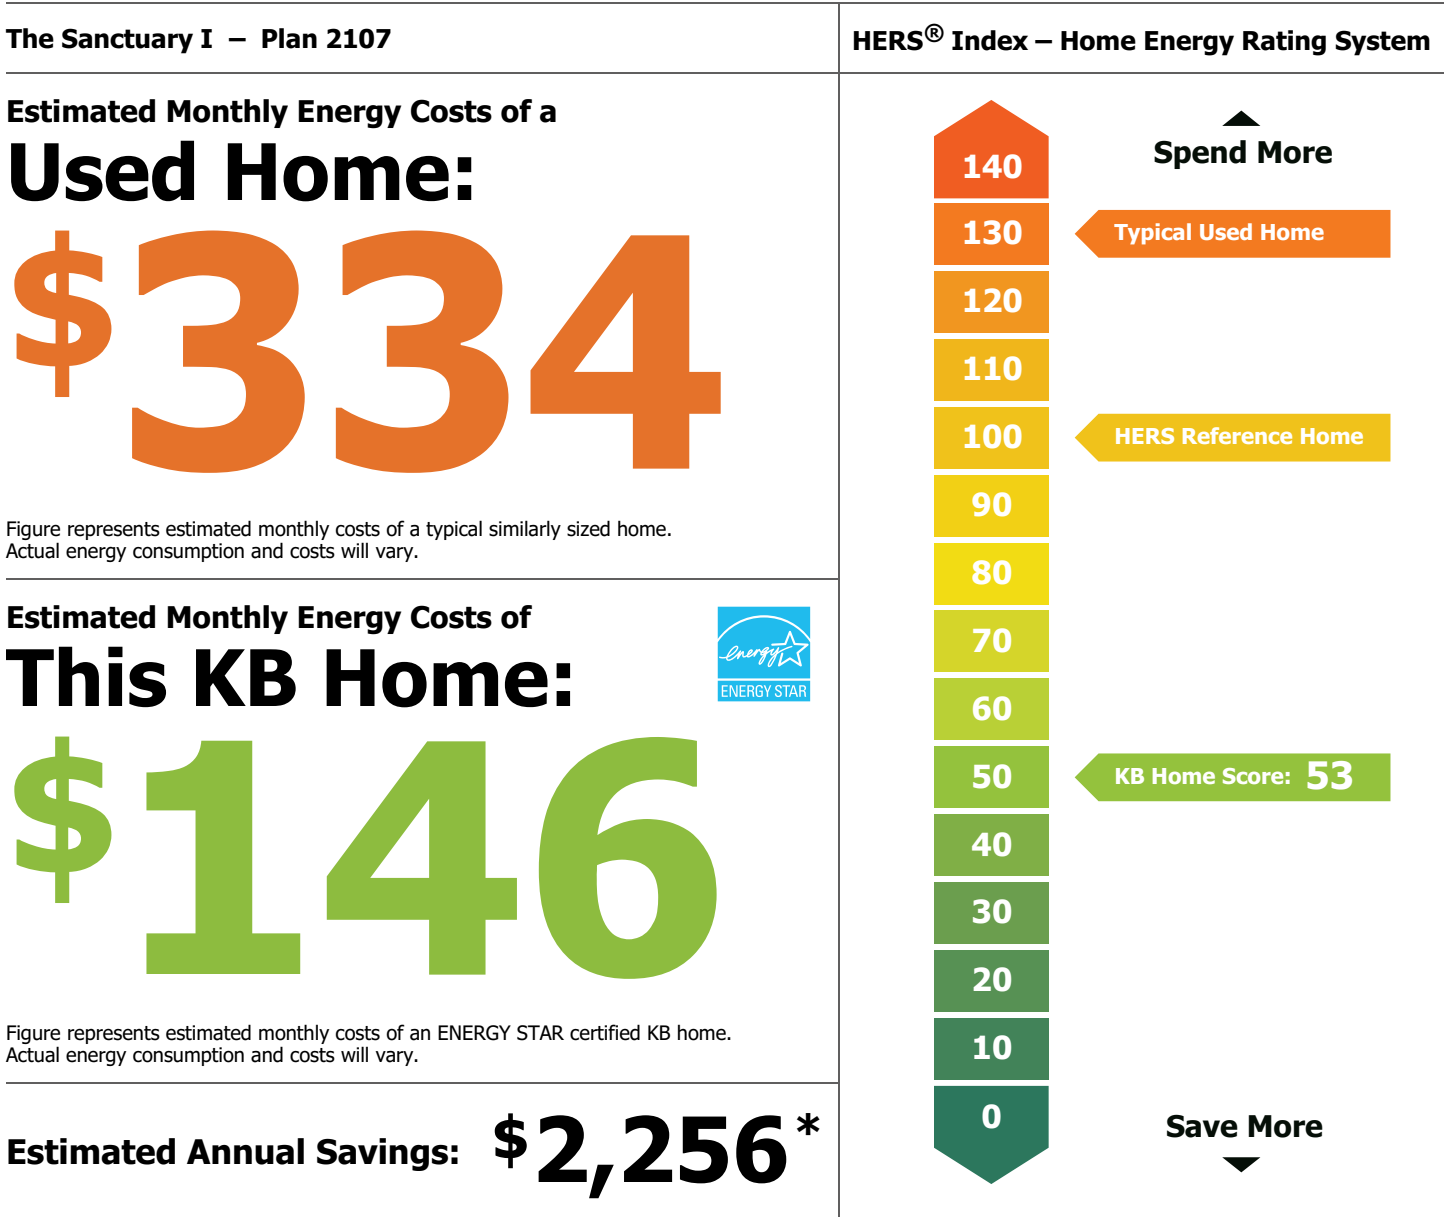 The Sanctuary I – Plan 2107
Estimated Monthly Energy Costs of a
Used Home:
$334
Figure represents estimated monthly costs of a typical similarly sized home.
Actual energy consumption and costs will vary.
Estimated Monthly Energy Costs of
This KB Home:
energy
ENERGY STAR
$146
Figure represents estimated monthly costs of an ENERGY STAR certified KB home.
Actual energy consumption and costs will vary.
Estimated Annual Savings: $2,256*
HERS® Index – Home Energy Rating System
Spend More
140
130 Typical Used Home
120
110
100 HERS Reference Home
90
80
70
60
50 KB Home Score: 53
40
30
20
10
0
Save More